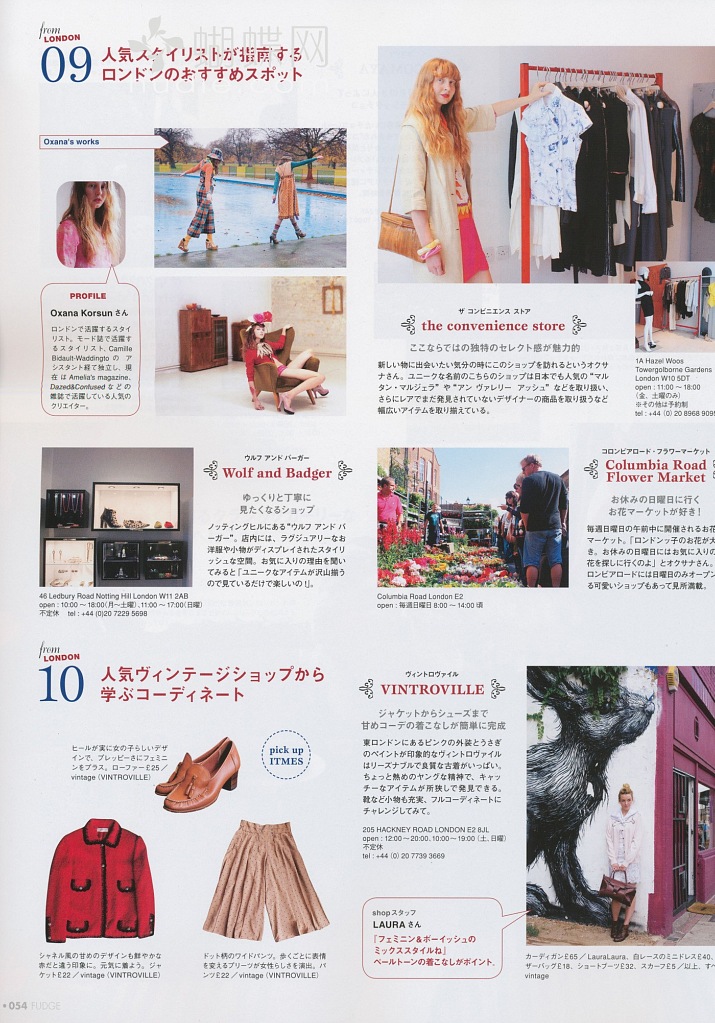 from
LONDON
09
人気スタイリストが指南する
ロンドンのおすすめスポット
蝴蝶网
Oxana's works
PROFILE
Oxana Korsun さん
ロンドンで活躍するスタイ
リスト。モード誌で活躍す
るスタイリスト、Camille
Bidault-Waddingtoの ア
シスタント経て独立し、現
在 は Amelia's magazine,
Dazed&Confused などの
雑誌で活躍している人気の
クリエイター。
ザ コンビニエンス ストア
the convenience store
ここならではの独特のセレクト感が魅力的
新しい物に出会いたい気分の時にこのショップを訪れるというオクサ
ナさん。ユニークな名前のこちらのショップは日本でも人気の“マル
タン・マルジェラ”や“アン ヴァレリー アッシュ”などを取り扱い、
さらにレアでまだ発見されていないデザイナーの商品を取り扱うなど
幅広いアイテムを取り揃えている。
1A Hazel Woos
Towergolborne Gardens
London W10 5DT
open : 11:00 〜 18:00
（金、土曜のみ）
※その他は予約制
tel : +44 (0) 20 8968 9095
ウルフ アンド バーガー
Wolf and Badger
ゆっくりと丁寧に
見たくなるショップ
ノッティングヒルにある“ウルフ アンド バ
ーガー”。店内には、ラグジュアリーなお
洋服や小物がディスプレイされたスタイリ
ッシュな空間。お気に入りの理由を聞い
てみると「ユニークなアイテムが沢山揃う
ので見ているだけで楽しいの！」。
46 Ledbury Road Notting Hill London W11 2AB
open : 10:00 〜 18:00（月〜土曜）、11:00 〜 17:00（日曜）
不定休 tel : +44 (0)20 7229 5698
コロンビアロード・フラワーマーケット
Columbia Road
Flower Market
お休みの日曜日に行く
お花マーケットが好き！
毎週日曜日の午前中に開催されるお花
マーケット。「ロンドンッ子のお花が大
き。お休みの日曜日にはお気に入りの
花を探しに行くのよ」とオクサナさん。
ロンビアロードには日曜日のみオープン
る可愛いショップもあって見所満載。
Columbia Road London E2
open : 毎週日曜日 8:00 〜 14:00 頃
from
LONDON
10
人気ヴィンテージショップから
学ぶコーディネート
ヒールが実に女の子らしいデザ
インで、プレッピーさにフェミニ
ンをプラス。ローファー£25／
vintage（VINTROVILLE）
pick up
ITMES
シャネル風の甘めのデザインも鮮やかな
赤だと違う印象に。元気に着よう。ジャ
ケット£22／vintage（VINTROVILLE）
ドット柄のワイドパンツ。歩くごとに表情
を変えるプリーツが女性らしさを演出。パ
ンツ£22／vintage（VINTROVILLE）
ヴィントロヴァイル
VINTROVILLE
ジャケットからシューズまで
甘めコーデの着こなしが簡単に完成
東ロンドンにあるピンクの外装とうさぎ
のペイントが印象的なヴィントロヴァイル
はリーズナブルで良質な古着がいっぱい。
ちょっと熱めのヤングな精神で、キャッ
チーなアイテムが所狭しで発見できる。
靴など小物も充実、フルコーディネートに
チャレンジしてみて。
205 HACKNEY ROAD LONDON E2 8JL
open : 12:00 〜 20:00、10:00 〜 19:00（土、日曜）
不定休
tel : +44 (0) 20 7739 3669
shopスタッフ
LAURA さん
「フェミニン＆ボーイッシュの
ミックススタイルね」
ペールトーンの着こなしがポイント。
カーディガン£65／LauraLaura、白レースのミニドレス£40、
ザーバッグ£18、ショートブーツ£32、スカーフ£5／以上、すべ
vintage
• 054 FUDGE